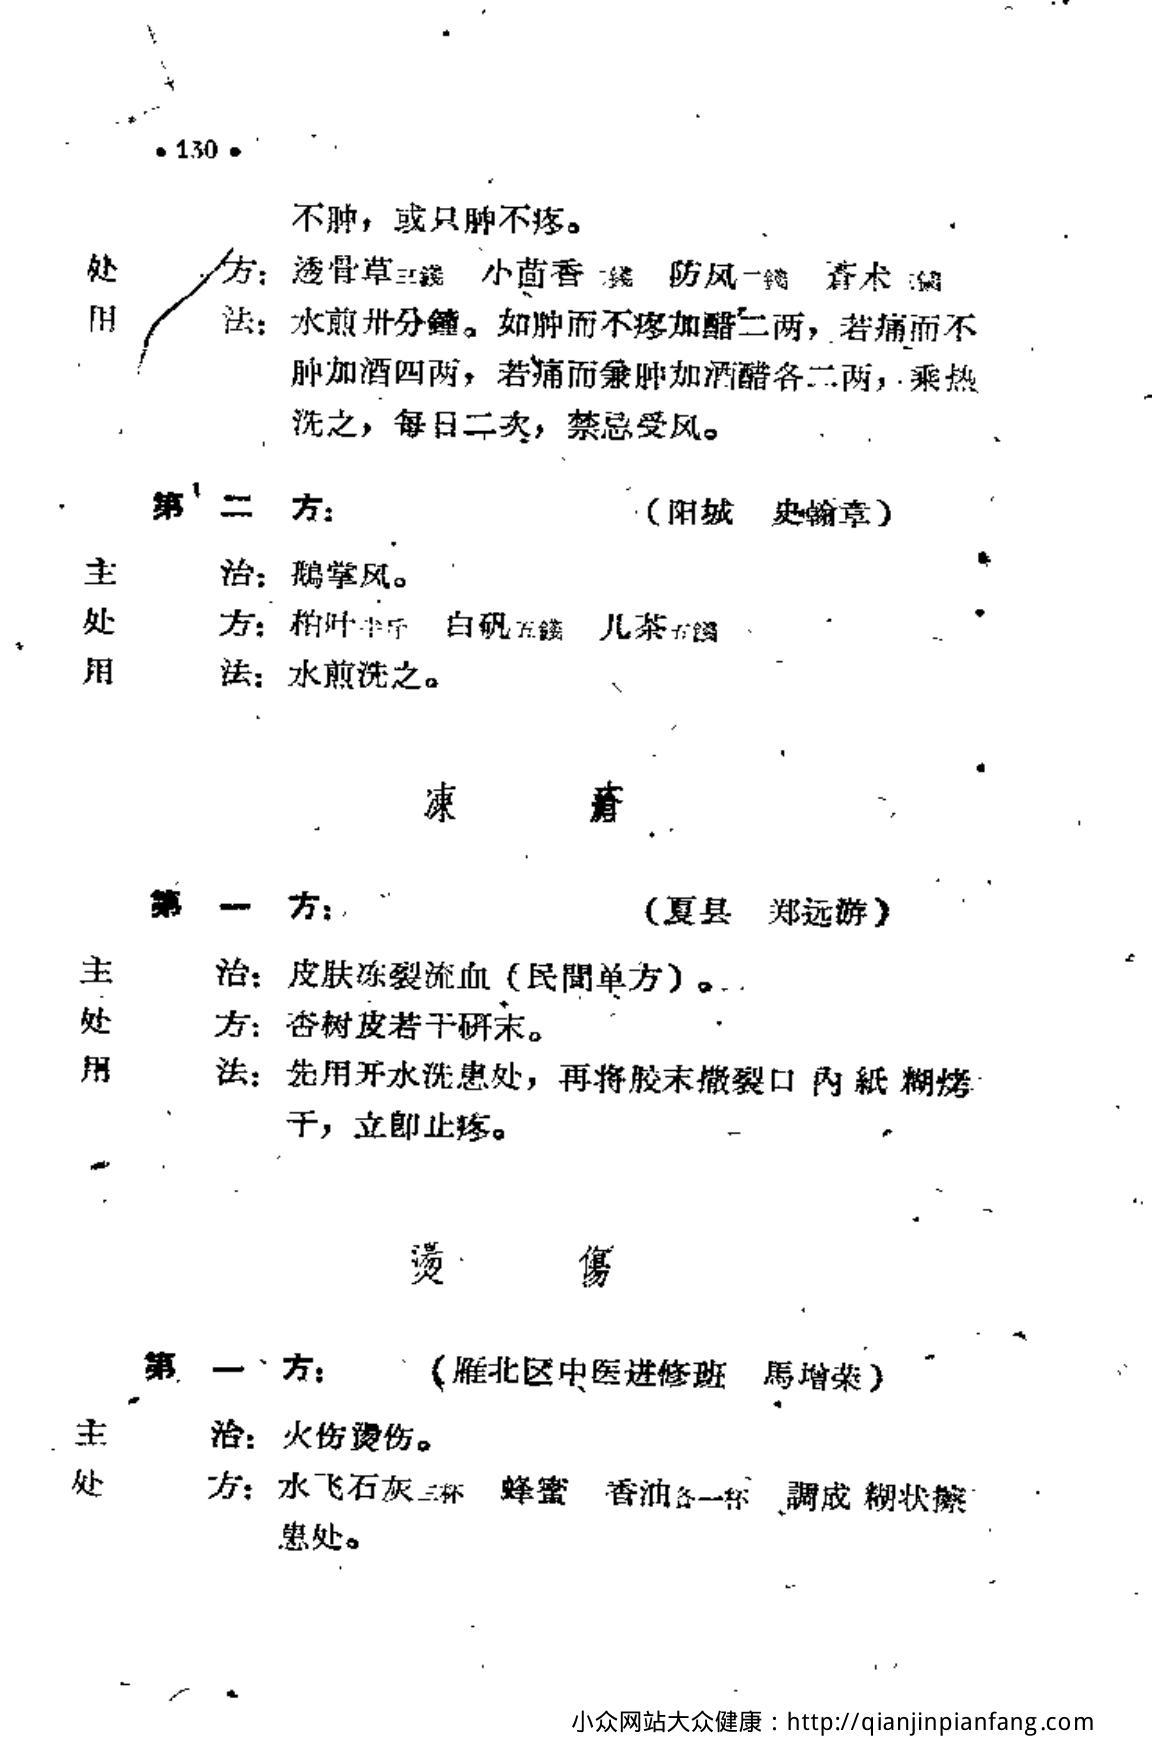 • 130 •
不肿，或只肿不疼。
处 方：透骨草三錢 小茴香 錢 防风一錢 蒼术 錢
用 法：水煎卅分鐘。如肿而不疼加醋二两，若痛而不
肿加酒四两，若痛而兼肿加酒醋各二两，乘热
洗之，每日二次，禁忌受风。
第 二 方： （阳城 史翰章）
主 治：鵝掌风。
处 方：柏叶半斤 白矾五錢 儿茶五錢
用 法：水煎洗之。
凍 瘡
第 一 方： （夏县 郑远游）
主 治：皮肤冻裂流血（民間单方）。
处 方：杏树皮若干研末。
用 法：先用开水洗患处，再将胶末撒裂口 内 紙 糊烤
干，立卽止疼。
燙 傷
第 一 方： （雁北区中医进修班 馬增荣）
主 治：火伤燙伤。
处 方：水飞石灰三杯 蜂蜜 香油各一杯 調成 糊状擦
患处。
小众网站大众健康：http://qianjinpianfang.com